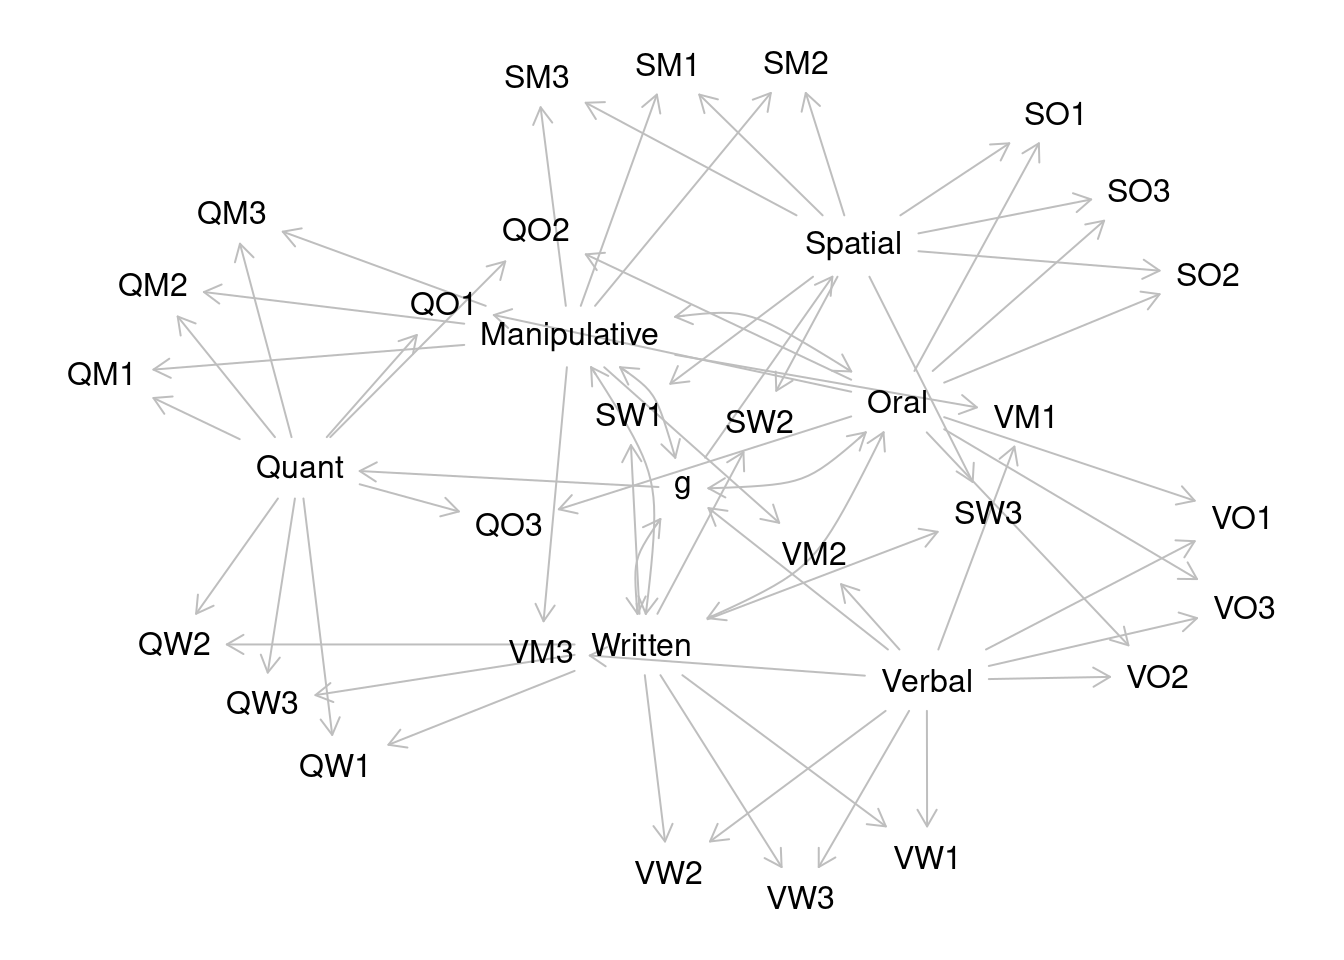 SM3
SM1
SM2
SO1
SO3
QM3
QO2
Spatial
SO2
QM2
QO1
Manipulative
QM1
SW1
SW2
Oral
VM1
Quant
g
QO3
SW3
VO1
VM2
VO3
QW2
VM3
Written
Verbal
VO2
QW3
QW1
VW2
VW3
VW1